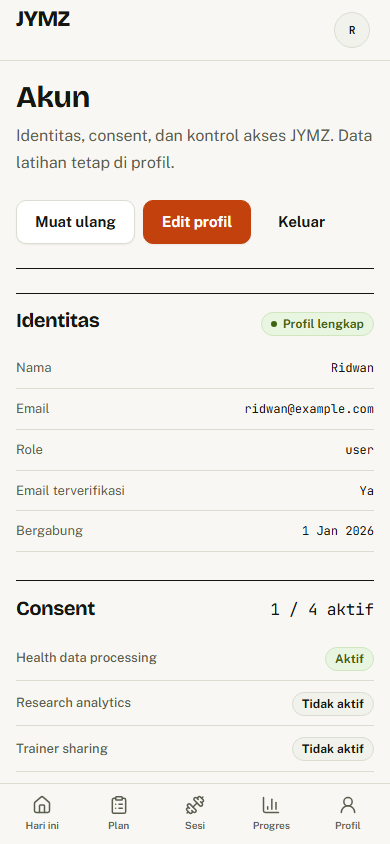 JYMZ
R
Akun
Identitas, consent, dan kontrol akses JYMZ. Data
latihan tetap di profil.
Muat ulang
Edit profil
Keluar
Identitas
Profil lengkap
Nama
Ridwan
Email
ridwan@example.com
Role
user
Email terverifikasi
Ya
Bergabung
1 Jan 2026
Consent
1 / 4 aktif
Health data processing
Aktif
Research analytics
Tidak aktif
Trainer sharing
Tidak aktif
Hari ini
Plan
Sesi
Progres
Profil